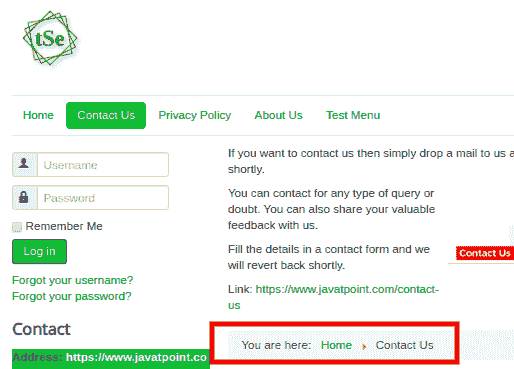 tSe
Home Contact Us Privacy Policy About Us Test Menu
Username
Password
Remember Me
Log in
Forgot your username?
Forgot your password?
Contact
Address: https://www.javatpoint.co
If you want to contact us then simply drop a mail to us a
shortly.
You can contact for any type of query or
doubt. You can also share your valuable
feedback with us.
Fill the details in a contact form and we
will revert back shortly.
Link: https://www.javatpoint.com/contact-
us
Contact Us
You are here: Home Contact Us